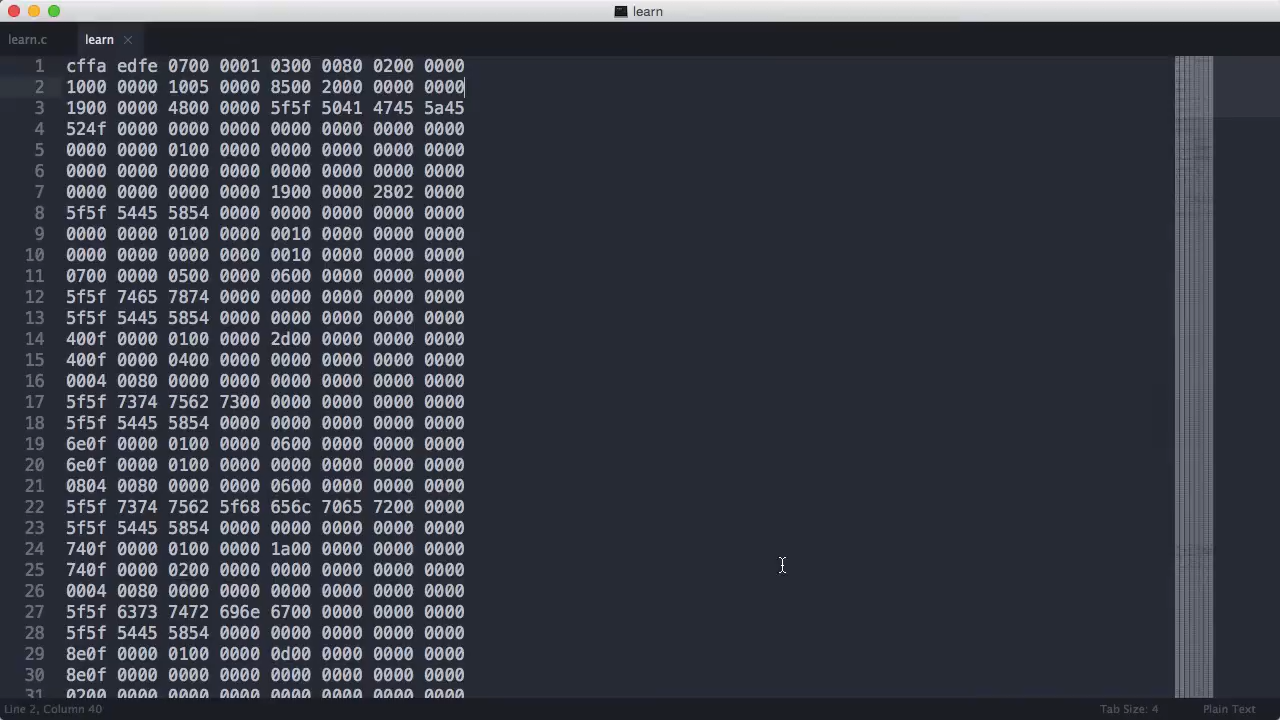 learn
learn.c learn ×
1 cffa edfe 0700 0001 0300 0080 0200 0000
2 1000 0000 1005 0000 8500 2000 0000 0000
3 1900 0000 4800 0000 5f5f 5041 4745 5a45
4 524f 0000 0000 0000 0000 0000 0000 0000
5 0000 0000 0100 0000 0000 0000 0000 0000
6 0000 0000 0000 0000 0000 0000 0000 0000
7 0000 0000 0000 0000 1900 0000 2802 0000
8 5f5f 5445 5854 0000 0000 0000 0000 0000
9 0000 0000 0100 0000 0010 0000 0000 0000
10 0000 0000 0000 0000 0010 0000 0000 0000
11 0700 0000 0500 0000 0600 0000 0000 0000
12 5f5f 7465 7874 0000 0000 0000 0000 0000
13 5f5f 5445 5854 0000 0000 0000 0000 0000
14 400f 0000 0100 0000 2d00 0000 0000 0000
15 400f 0000 0400 0000 0000 0000 0000 0000
16 0004 0080 0000 0000 0000 0000 0000 0000
17 5f5f 7374 7562 7300 0000 0000 0000 0000
18 5f5f 5445 5854 0000 0000 0000 0000 0000
19 6e0f 0000 0100 0000 0600 0000 0000 0000
20 6e0f 0000 0100 0000 0000 0000 0000 0000
21 0804 0080 0000 0000 0600 0000 0000 0000
22 5f5f 7374 7562 5f68 656c 7065 7200 0000
23 5f5f 5445 5854 0000 0000 0000 0000 0000
24 740f 0000 0100 0000 1a00 0000 0000 0000
25 740f 0000 0200 0000 0000 0000 0000 0000
26 0004 0080 0000 0000 0000 0000 0000 0000
27 5f5f 6373 7472 696e 6700 0000 0000 0000
28 5f5f 5445 5854 0000 0000 0000 0000 0000
29 8e0f 0000 0100 0000 0d00 0000 0000 0000
30 8e0f 0000 0000 0000 0000 0000 0000 0000
31 0200 0000 0000 0000 0000 0000 0000 0000
Line 2, Column 40 Tab Size: 4 Plain Text